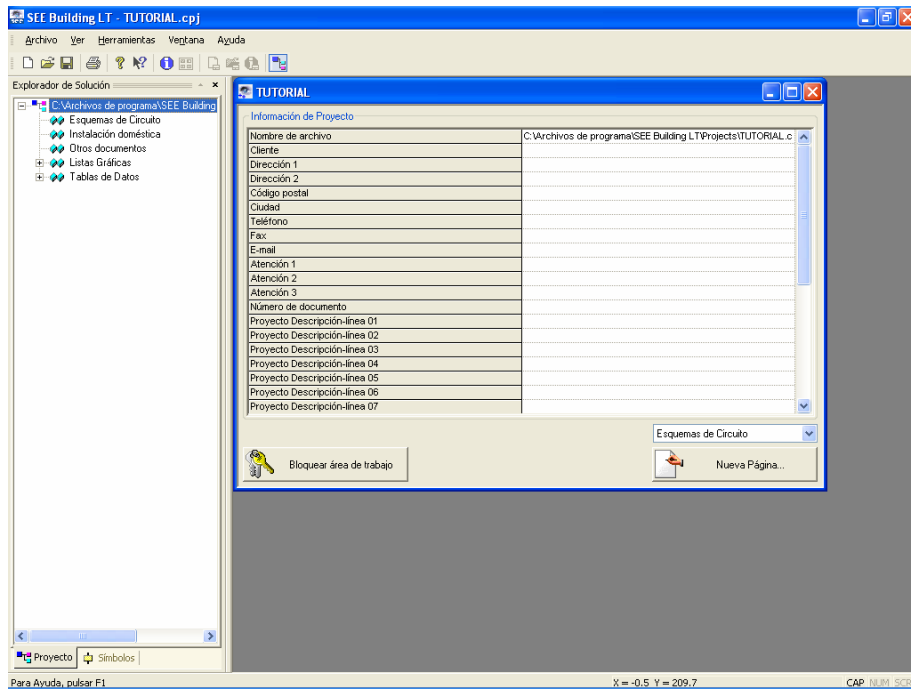 SEE Building LT - TUTORIAL.cpj
Archivo Ver Herramientas Ventana Ayuda
Explorador de Solución
C:\Archivos de programa\SEE Building
Esquemas de Circuito
Instalación doméstica
Otros documentos
Listas Gráficas
Tablas de Datos
TUTORIAL
Información de Proyecto
Nombre de archivo C:\Archivos de programa\SEE Building LT\Projects\TUTORIAL.c
Cliente
Dirección 1
Dirección 2
Código postal
Ciudad
Teléfono
Fax
E-mail
Atención 1
Atención 2
Atención 3
Número de documento
Proyecto Descripción-línea 01
Proyecto Descripción-línea 02
Proyecto Descripción-línea 03
Proyecto Descripción-línea 04
Proyecto Descripción-línea 05
Proyecto Descripción-línea 06
Proyecto Descripción-línea 07
Esquemas de Circuito
Bloquear área de trabajo
Nueva Página...
Proyecto Símbolos
Para Ayuda, pulsar F1 X = -0.5 Y = 209.7 CAP NUM SCR